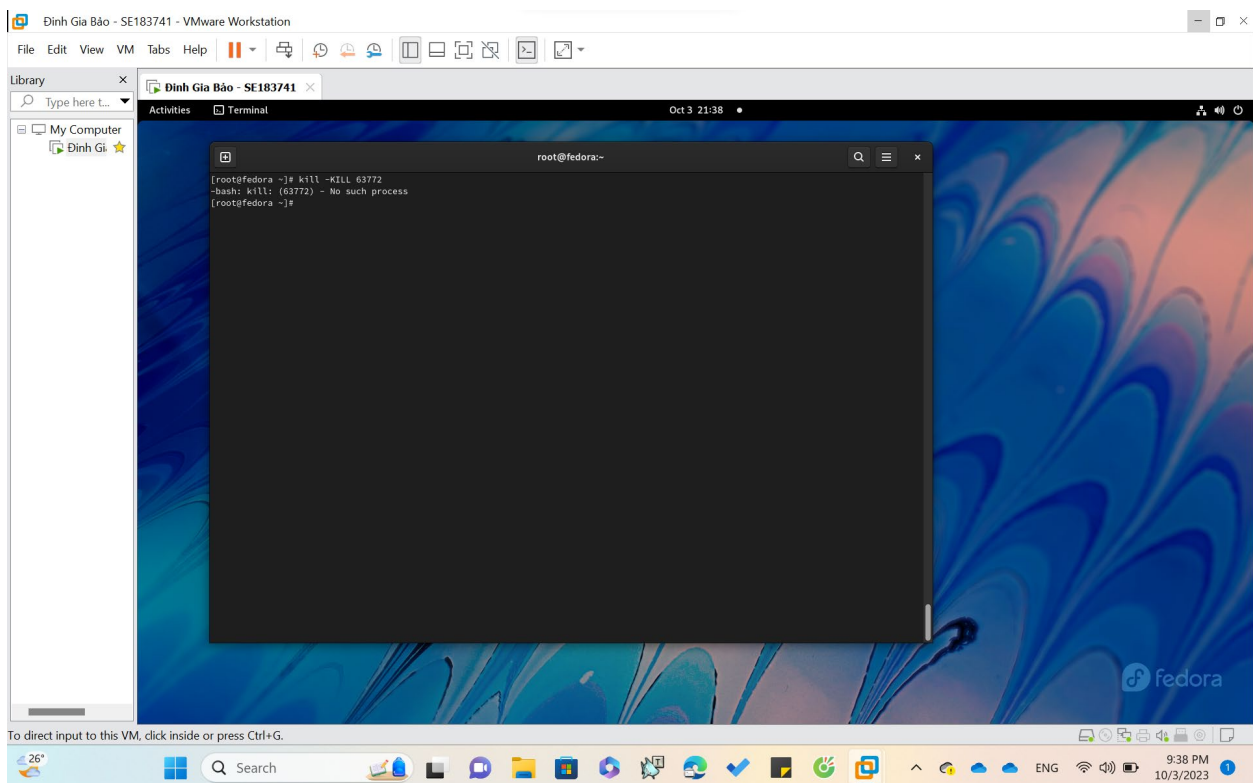 Đinh Gia Bảo - SE183741 - VMware Workstation
File Edit View VM Tabs Help
Library
Type here t...
My Computer
Đinh Gi
Đinh Gia Bảo - SE183741
Activities Terminal Oct 3 21:38
root@fedora:~
[root@fedora ~]# kill -KILL 63772
-bash: kill: (63772) - No such process
[root@fedora ~]#
fedora
To direct input to this VM, click inside or press Ctrl+G.
26°
Search
ENG
9:38 PM
10/3/2023
1